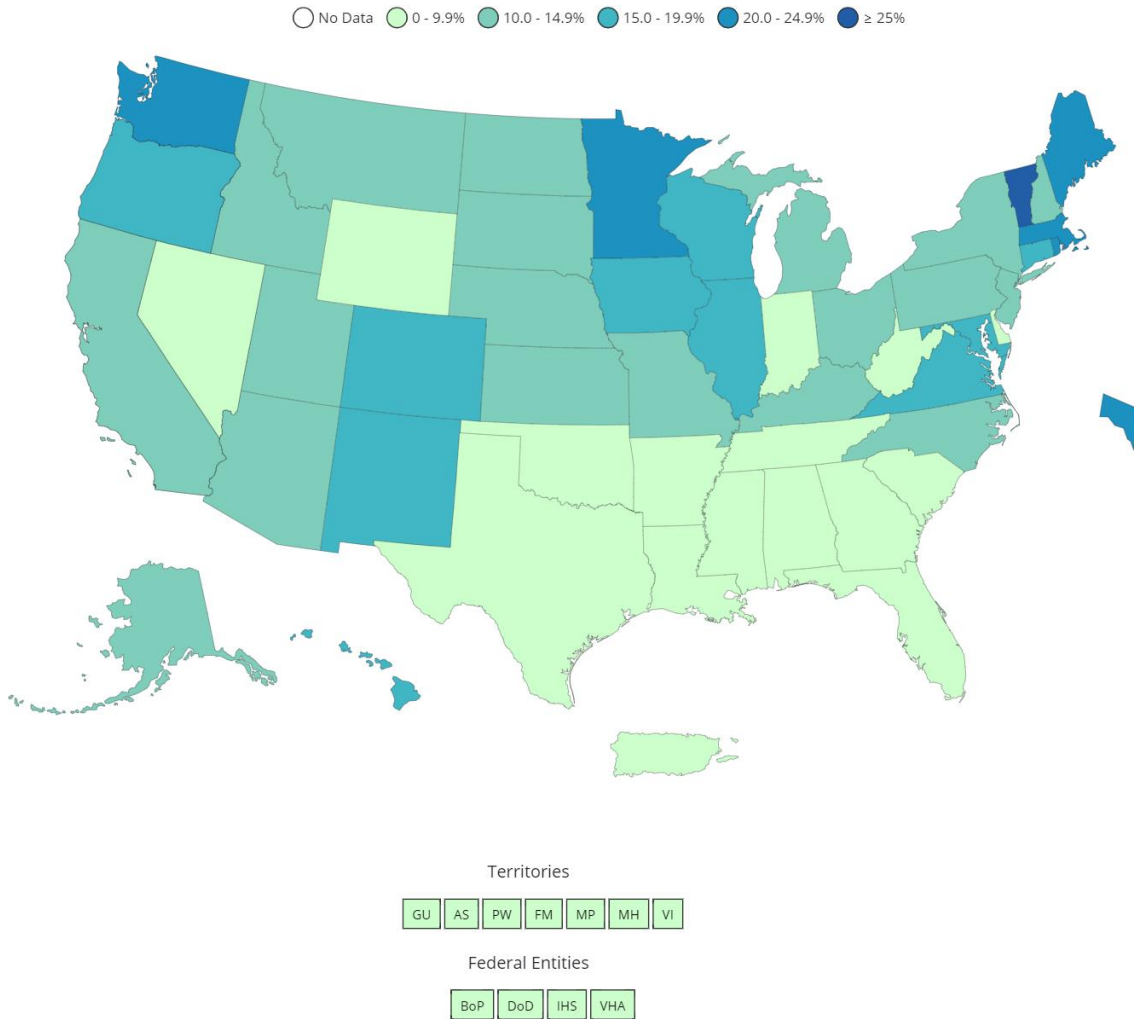 No Data 0 - 9.9% 10.0 - 14.9% 15.0 - 19.9% 20.0 - 24.9% ≥ 25%
Territories
GU AS PW FM MP MH VI
Federal Entities
BoP DoD IHS VHA